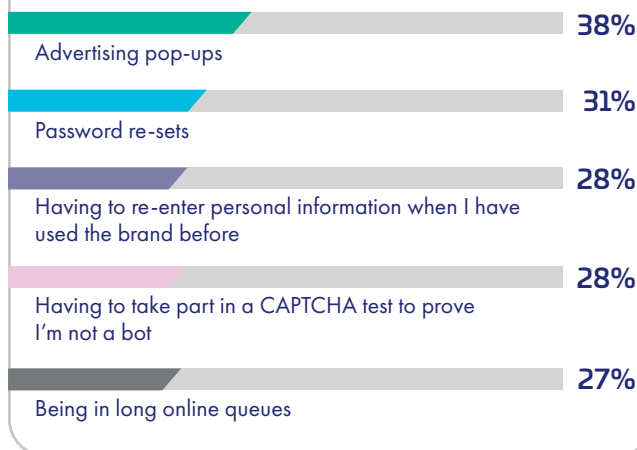 38%
Advertising pop-ups
31%
Password re-sets
28%
Having to re-enter personal information when I have
used the brand before
28%
Having to take part in a CAPTCHA test to prove
I'm not a bot
27%
Being in long online queues